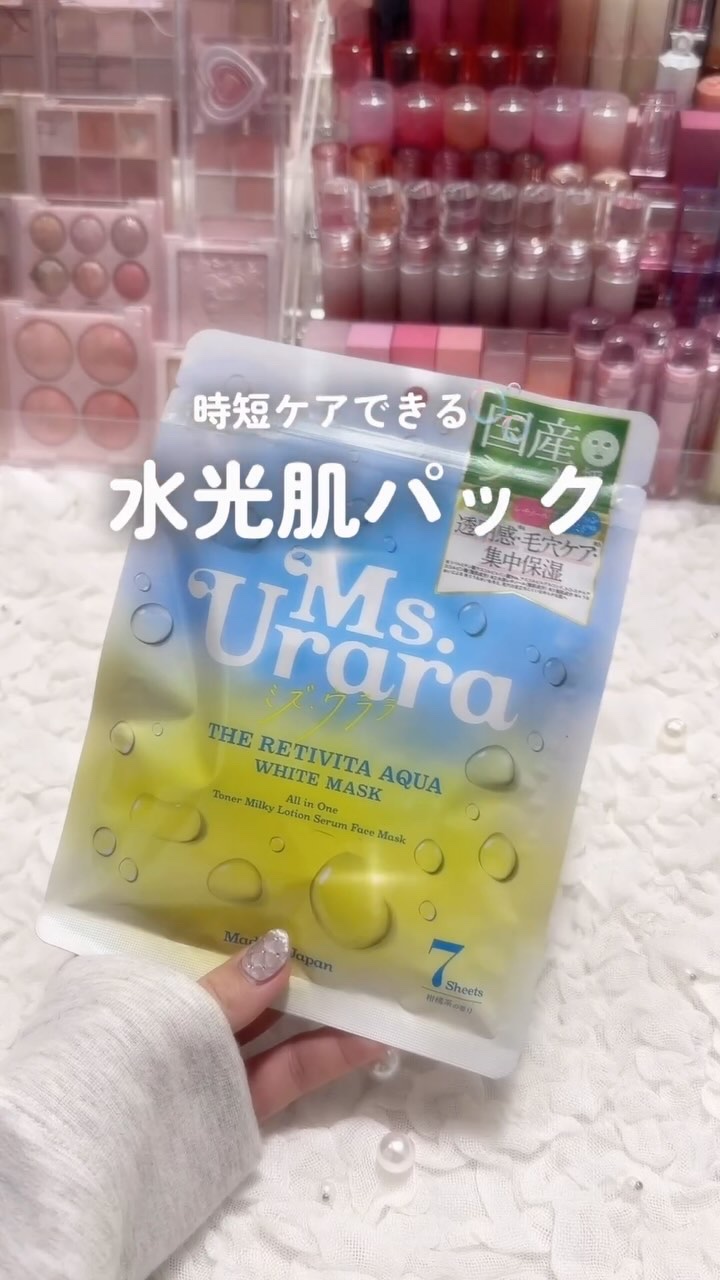 時短ケアできる
水光肌パック
国産
透明感・毛穴ケア・
集中保湿
Ms.
Urara
ミズ・ウララ
THE RETIVITA AQUA
WHITE MASK
All in One
Toner Milky Lotion Serum Face Mask
Japan
7
Sheets